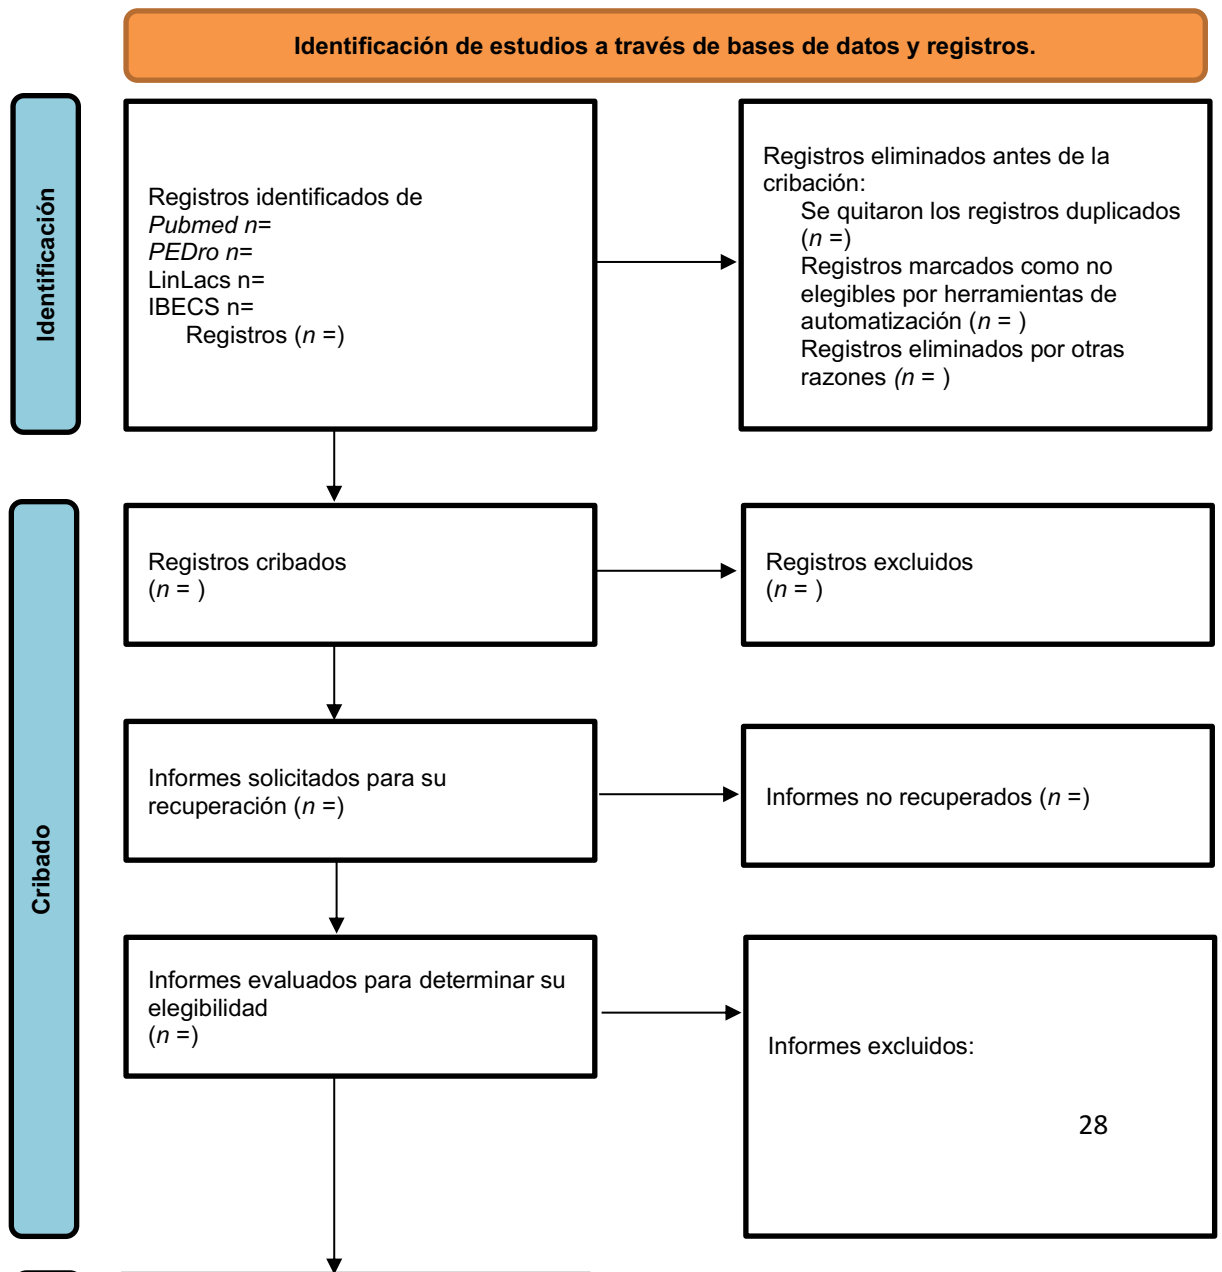 Identificación de estudios a través de bases de datos y registros.
Identificación
Registros identificados de
Pubmed n=
PEDro n=
LinLacs n=
IBECS n=
Registros (n =)
Registros eliminados antes de la
cribación:
Se quitaron los registros duplicados
(n =)
Registros marcados como no
elegibles por herramientas de
automatización (n = )
Registros eliminados por otras
razones (n = )
Cribado
Registros cribados
(n = )
Registros excluidos
(n = )
Informes solicitados para su
recuperación (n =)
Informes no recuperados (n =)
Informes evaluados para determinar su
elegibilidad
(n =)
Informes excluidos:
28